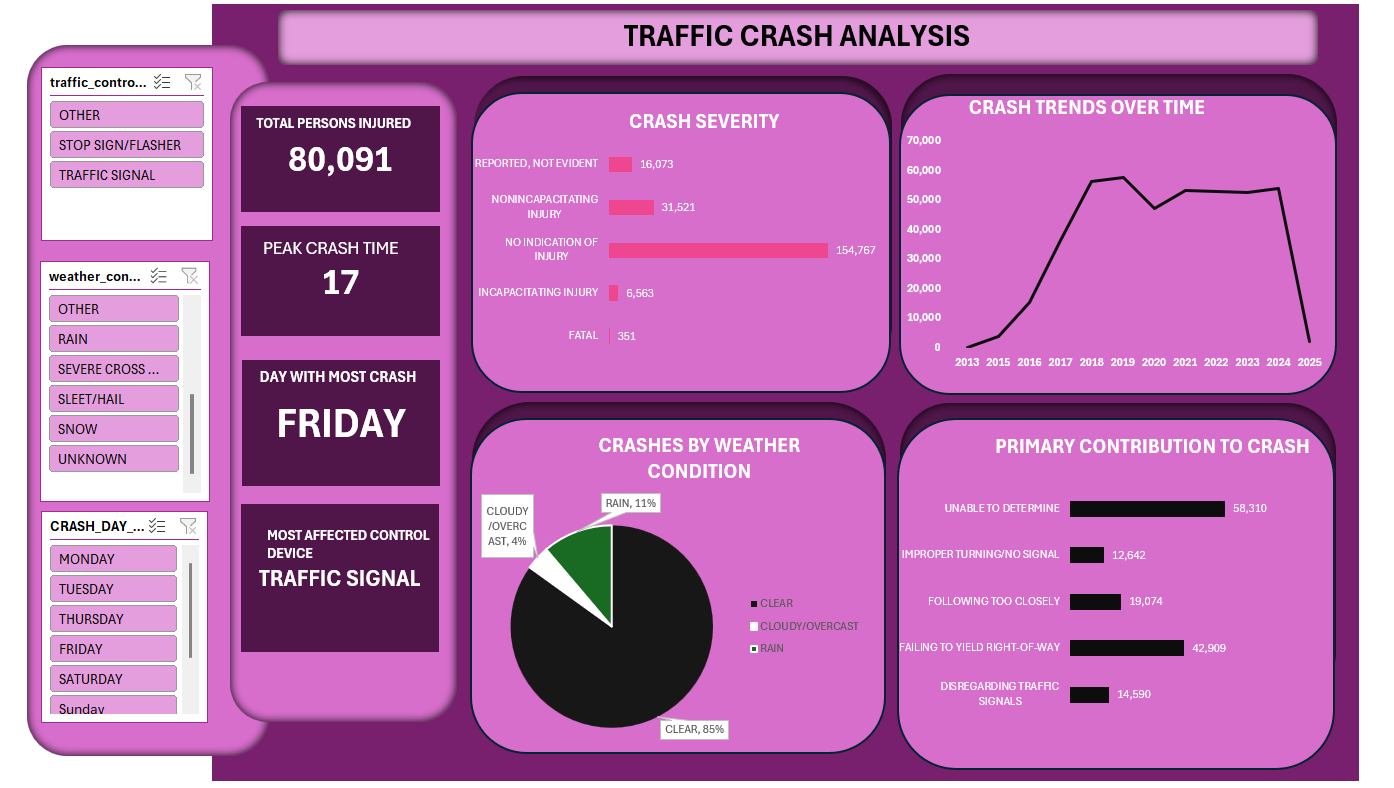 TRAFFIC CRASH ANALYSIS
traffic_contro...
OTHER
STOP SIGN/FLASHER
TRAFFIC SIGNAL
weather_con...
OTHER
RAIN
SEVERE CROSS ...
SLEET/HAIL
SNOW
UNKNOWN
CRASH_DAY_...
MONDAY
TUESDAY
THURSDAY
FRIDAY
SATURDAY
Sunday
TOTAL PERSONS INJURED
80,091
PEAK CRASH TIME
17
DAY WITH MOST CRASH
FRIDAY
MOST AFFECTED CONTROL
DEVICE
TRAFFIC SIGNAL
CRASH SEVERITY
REPORTED, NOT EVIDENT
16,073
NONINCAPACITATING
INJURY
31,521
NO INDICATION OF
INJURY
154,767
INCAPACITATING INJURY
6,563
FATAL
351
CRASH TRENDS OVER TIME
70,000
60,000
50,000
40,000
30,000
20,000
10,000
0
2013 2015 2016 2017 2018 2019 2020 2021 2022 2023 2024 2025
CRASHES BY WEATHER
CONDITION
CLOUDY
/OVERC
AST, 4%
RAIN, 11%
CLEAR, 85%
CLEAR
CLOUDY/OVERCAST
RAIN
PRIMARY CONTRIBUTION TO CRASH
UNABLE TO DETERMINE
58,310
IMPROPER TURNING/NO SIGNAL
12,642
FOLLOWING TOO CLOSELY
19,074
FAILING TO YIELD RIGHT-OF-WAY
42,909
DISREGARDING TRAFFIC
SIGNALS
14,590